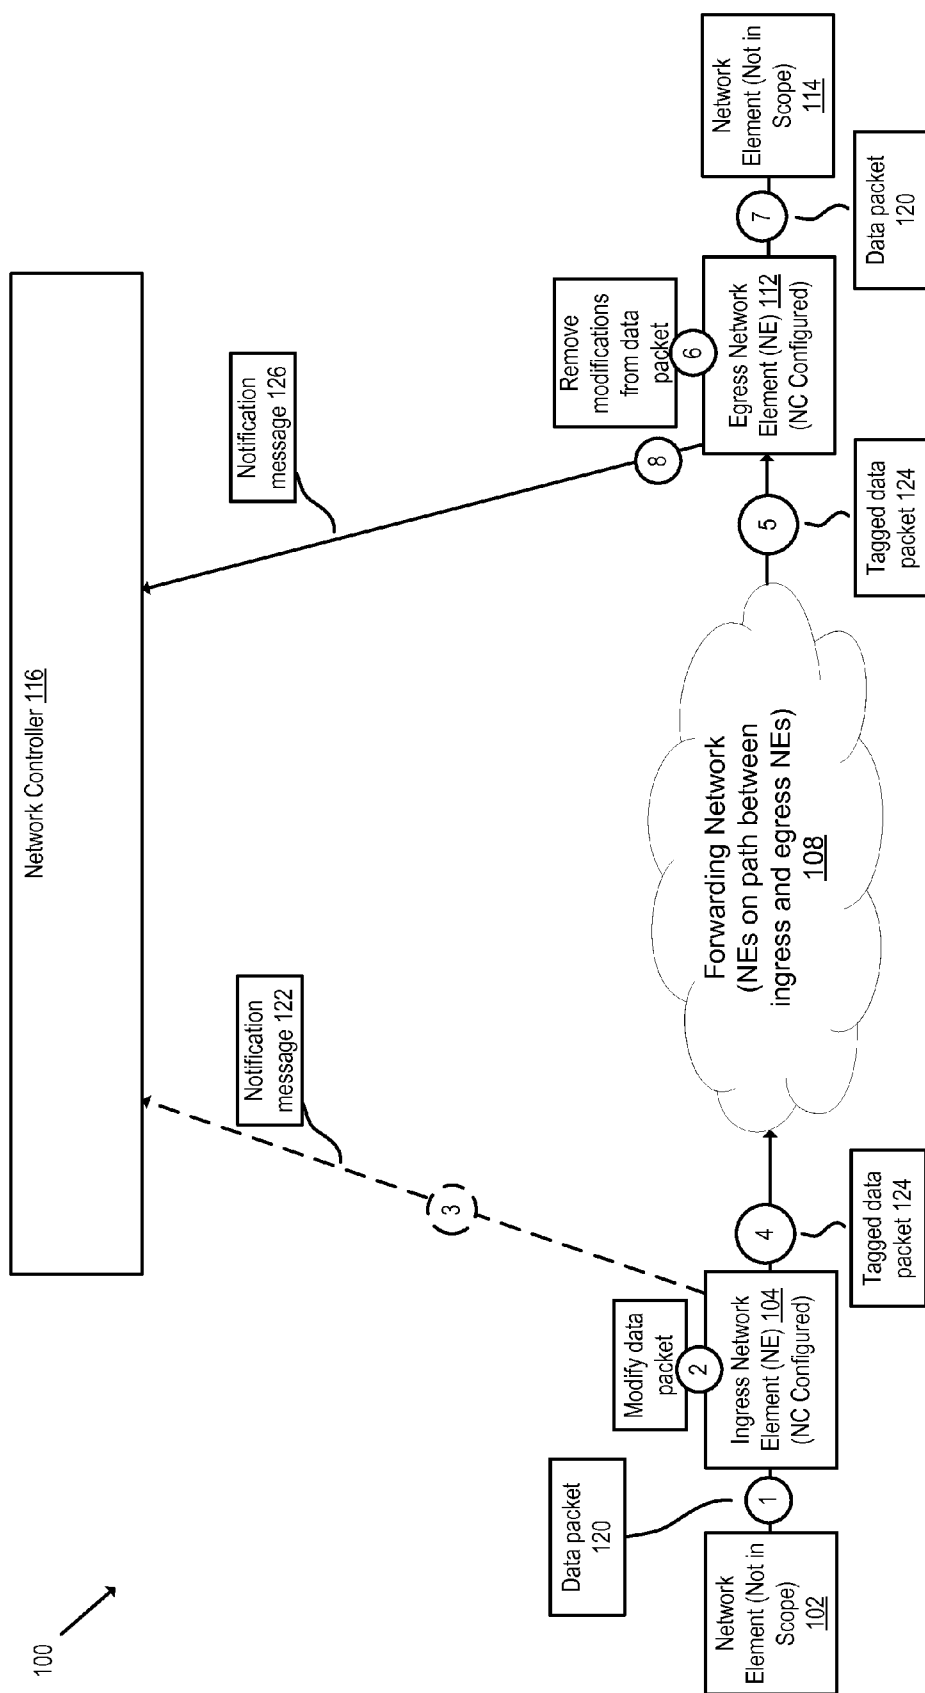 100
Network Controller 116
Notification
message 122
Notification
message 126
3
8
Data packet
120
Modify data
packet
2
Remove
modifications
from data
packet
6
Network
Element (Not in
Scope)
102
1
Ingress Network
Element (NE) 104
(NC Configured)
4
Forwarding Network
(NEs on path between
ingress and egress NEs)
108
5
Egress Network
Element (NE) 112
(NC Configured)
7
Network
Element (Not in
Scope)
114
Tagged data
packet 124
Tagged data
packet 124
Data packet
120